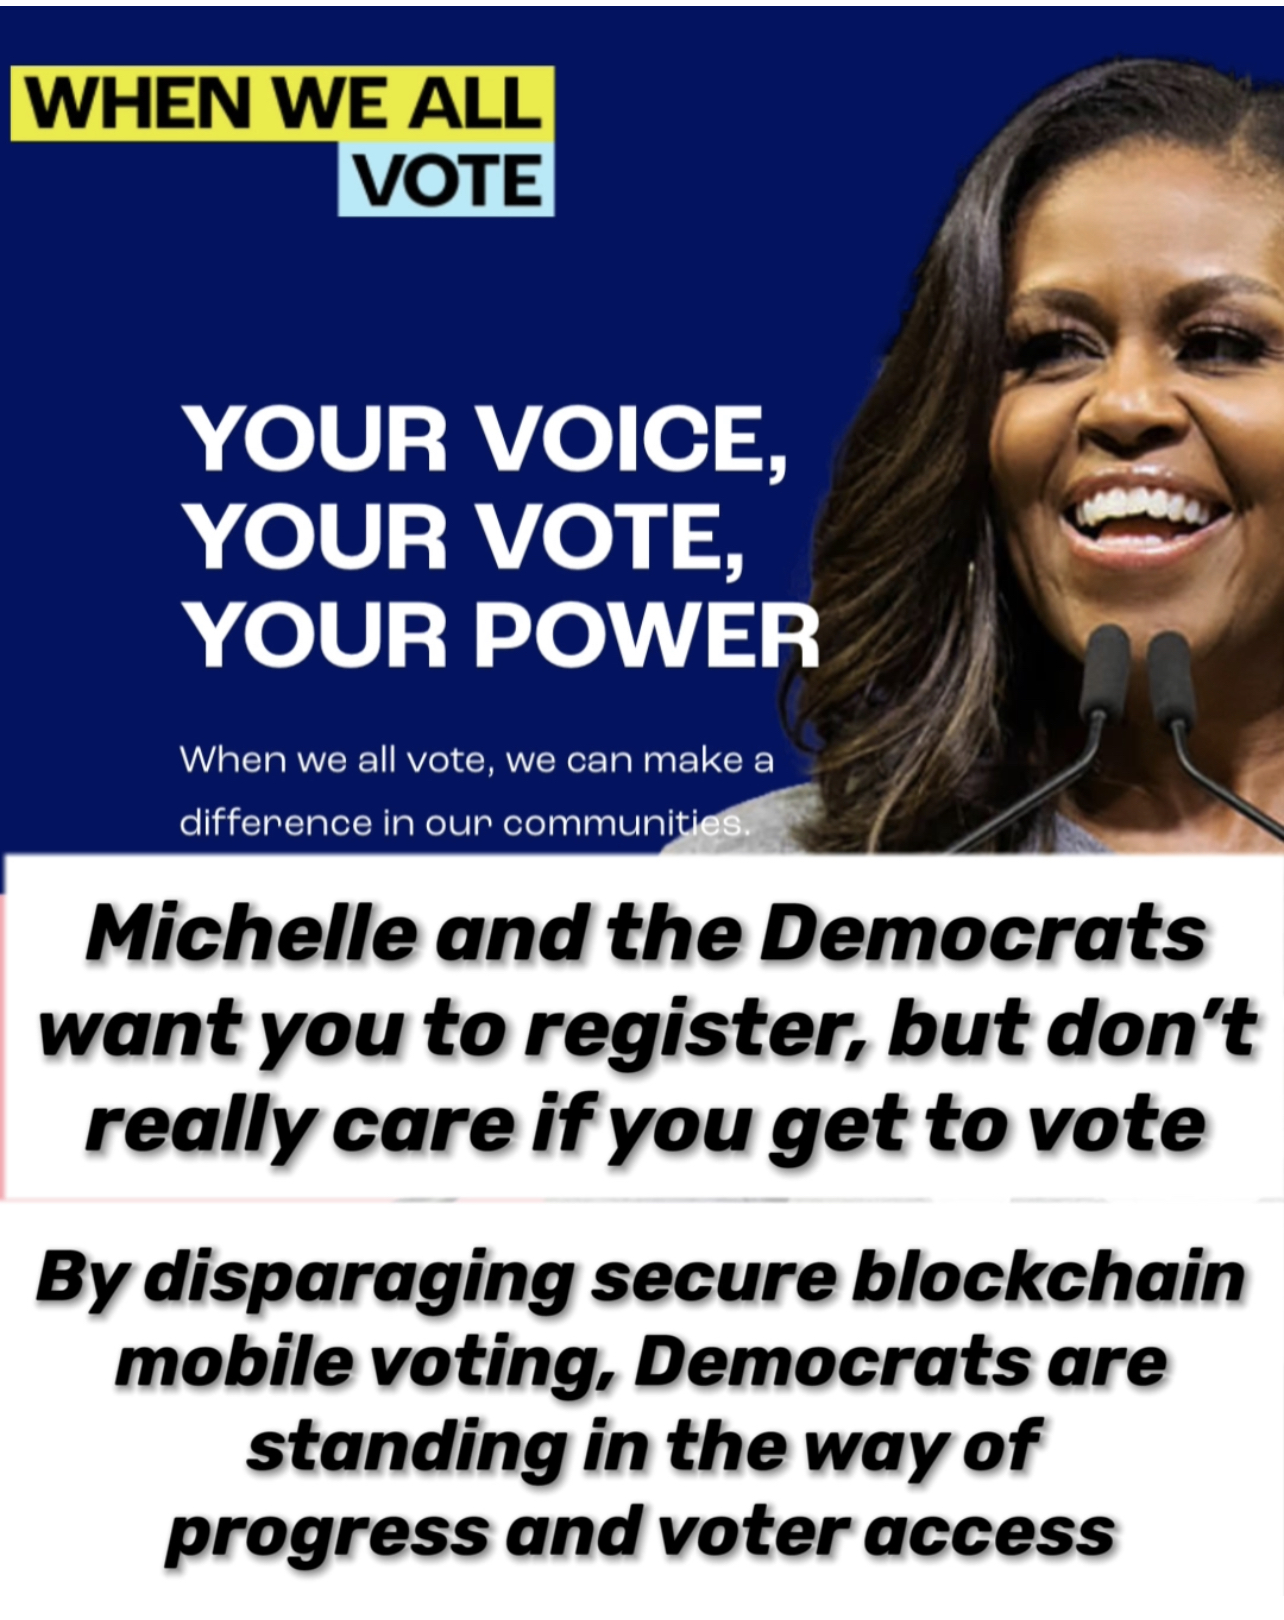 WHEN WE ALL
VOTE
YOUR VOICE,
YOUR VOTE,
YOUR POWER
When we all vote, we can make a
difference in our communities.
Michelle and the Democrats
want you to register, but don’t
really care if you get to vote
By disparaging secure blockchain
mobile voting, Democrats are
standing in the way of
progress and voter access